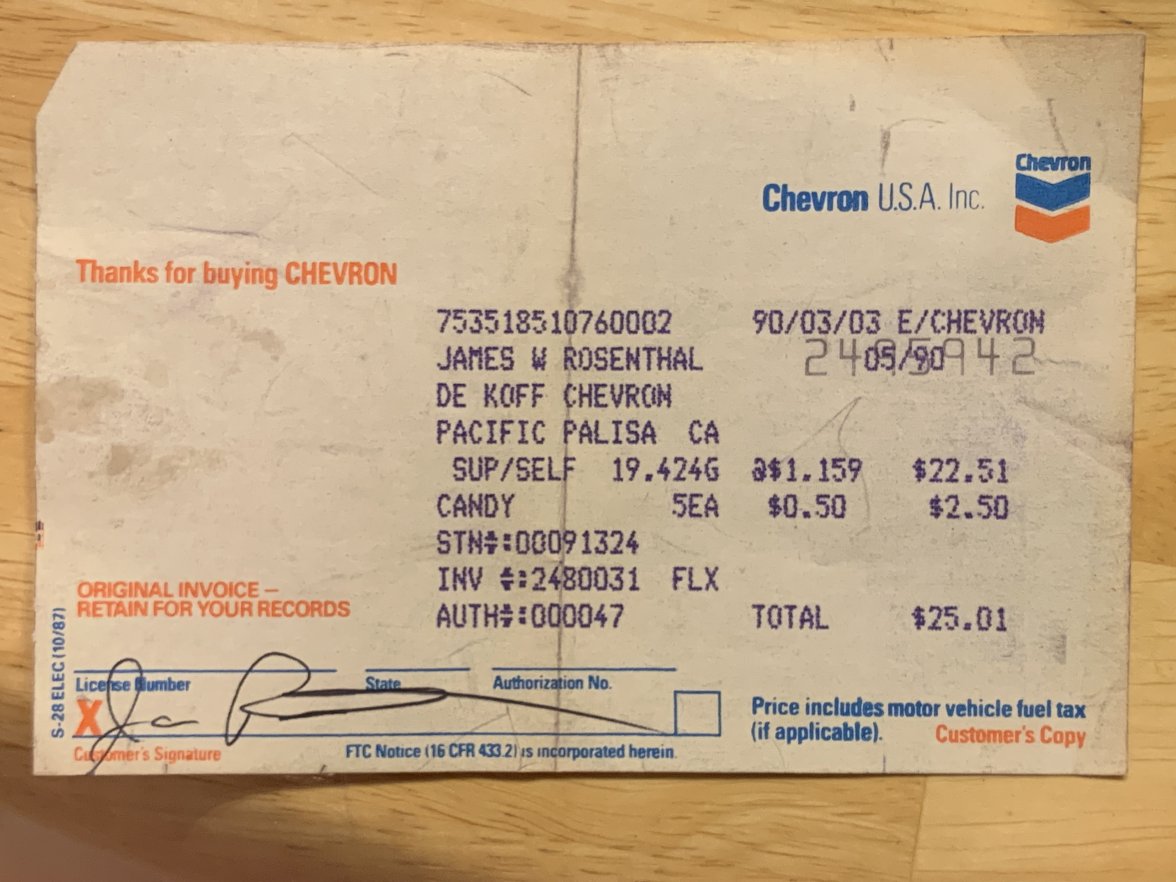 Chevron
Chevron U.S.A. Inc.
Thanks for buying CHEVRON
753518510760002 90/03/03 E/CHEVRON
JAMES W ROSENTHAL 05/90
DE KOFF CHEVRON
PACIFIC PALISA CA
SUP/SELF 19.424G @$1.159 $22.51
CANDY 5EA $0.50 $2.50
STN#:00091324
INV #:2480031 FLX
AUTH#:000047 TOTAL $25.01
ORIGINAL INVOICE –
RETAIN FOR YOUR RECORDS
S-28 ELEC (10/87)
License Number State Authorization No.
X
Customer's Signature
FTC Notice (16 CFR 433.2) is incorporated herein.
Price includes motor vehicle fuel tax
(if applicable). Customer's Copy